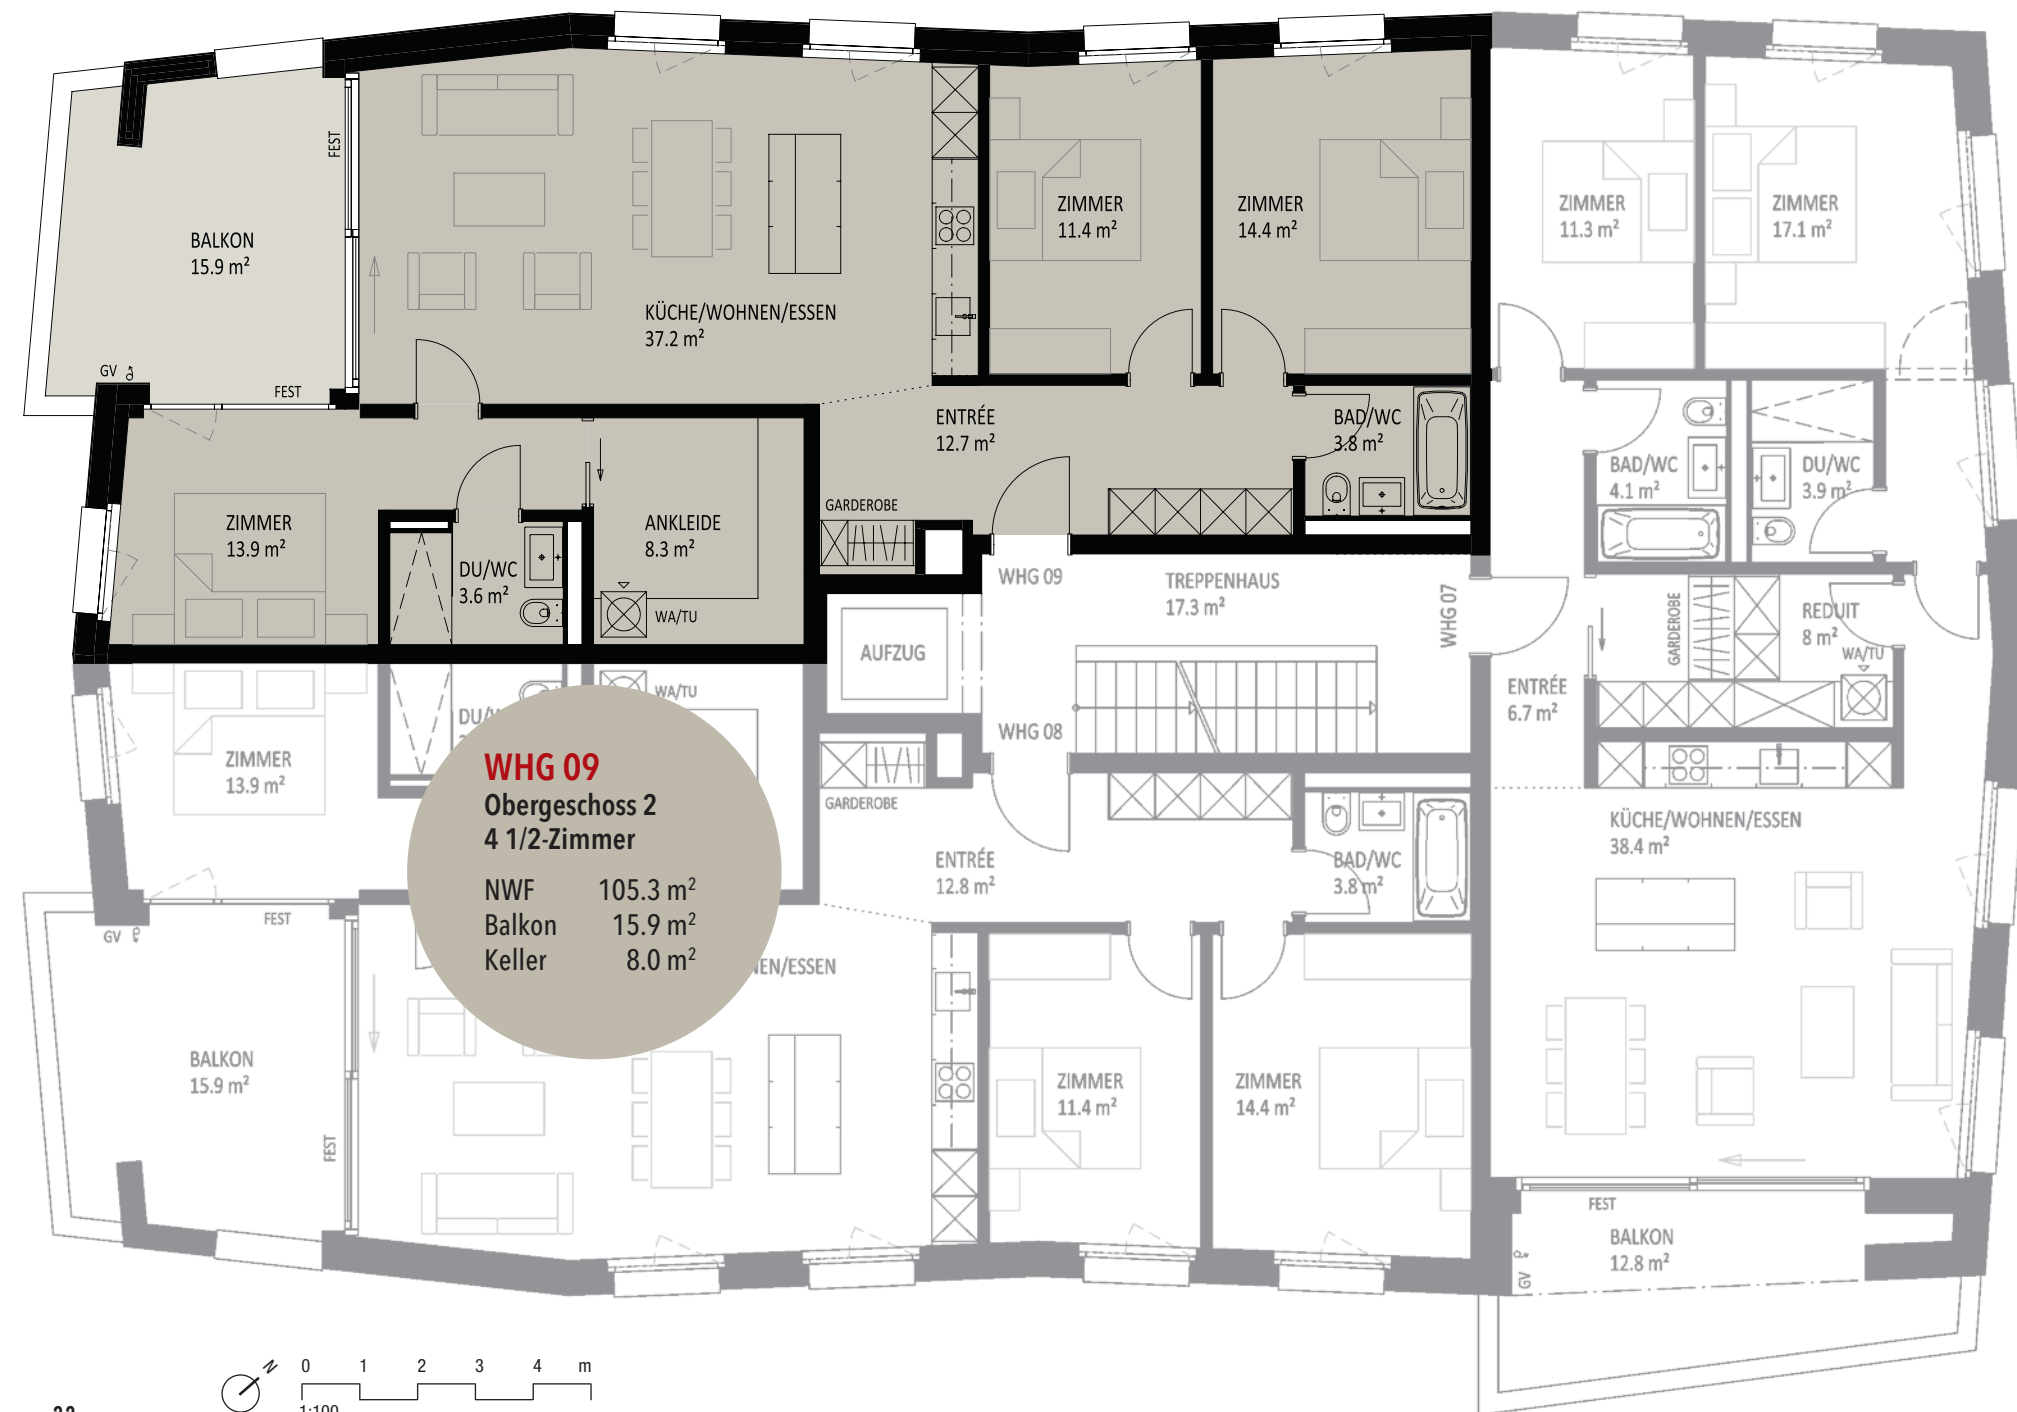 BALKON
15.9 m²
FEST
GV
FEST
KÜCHE/WOHNEN/ESSEN
37.2 m²
ZIMMER
11.4 m²
ZIMMER
14.4 m²
ZIMMER
11.3 m²
ZIMMER
17.1 m²
ENTRÉE
12.7 m²
BAD/WC
3.8 m²
BAD/WC
4.1 m²
DU/WC
3.9 m²
GARDEROBE
ZIMMER
13.9 m²
ANKLEIDE
8.3 m²
DU/WC
3.6 m²
WA/TU
WHG 09
TREPPENHAUS
17.3 m²
WHG 07
AUFZUG
WHG 08
GARDEROBE
REDUIT
8 m²
WA/TU
ENTRÉE
6.7 m²
WA/TU
ZIMMER
13.9 m²
GARDEROBE
WHG 09
Obergeschoss 2
4 1/2-Zimmer
NWF 105.3 m²
Balkon 15.9 m²
Keller 8.0 m²
ENTRÉE
12.8 m²
BAD/WC
3.8 m²
KÜCHE/WOHNEN/ESSEN
38.4 m²
FEST
GV
/ESSEN
BALKON
15.9 m²
FEST
ZIMMER
11.4 m²
ZIMMER
14.4 m²
FEST
BALKON
12.8 m²
GV
N
0 1 2 3 4 m
1:100